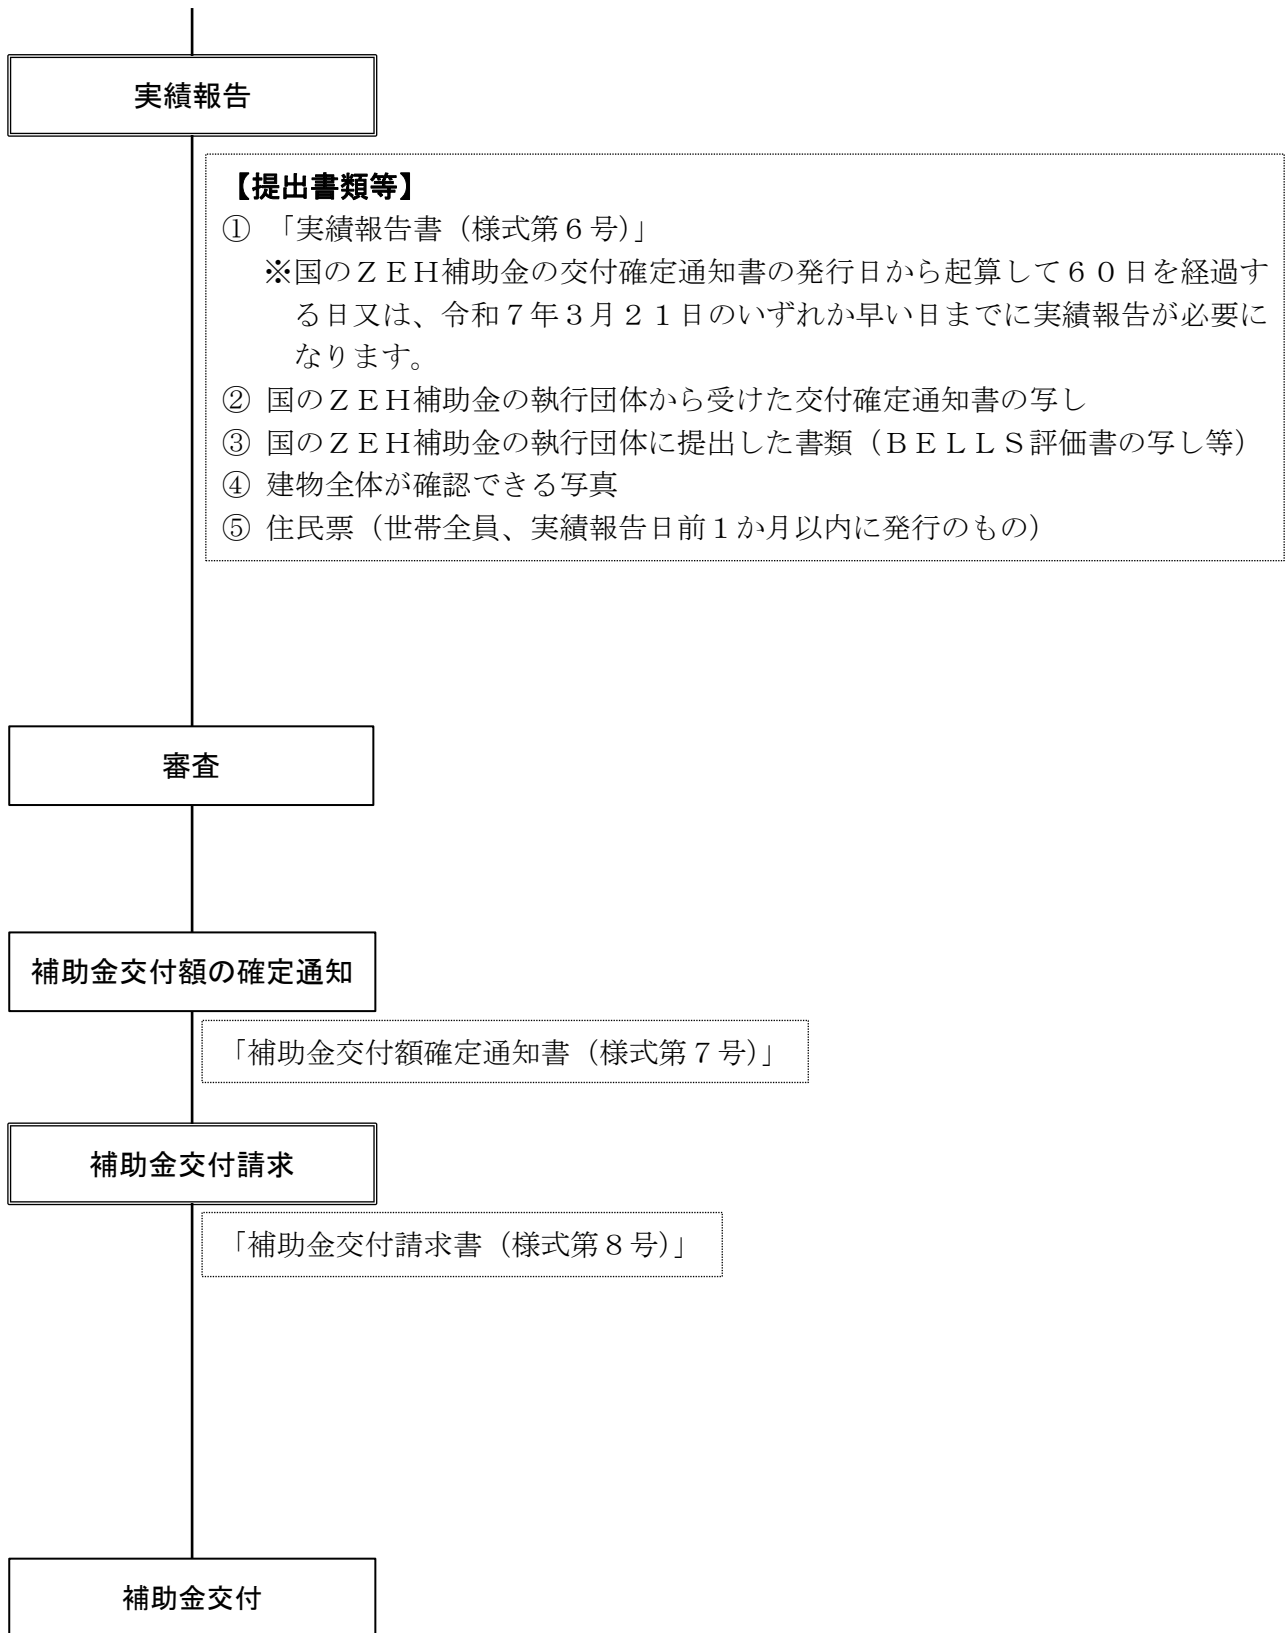 実績報告
【提出書類等】
① 「実績報告書（様式第６号）」
※国のＺＥＨ補助金の交付確定通知書の発行日から起算して６０日を経過す
る日又は、令和７年３月２１日のいずれか早い日までに実績報告が必要に
なります。
② 国のＺＥＨ補助金の執行団体から受けた交付確定通知書の写し
③ 国のＺＥＨ補助金の執行団体に提出した書類（ＢＥＬＬＳ評価書の写し等）
④ 建物全体が確認できる写真
⑤ 住民票（世帯全員、実績報告日前１か月以内に発行のもの）
審査
補助金交付額の確定通知
「補助金交付額確定通知書（様式第７号）」
補助金交付請求
「補助金交付請求書（様式第８号）」
補助金交付